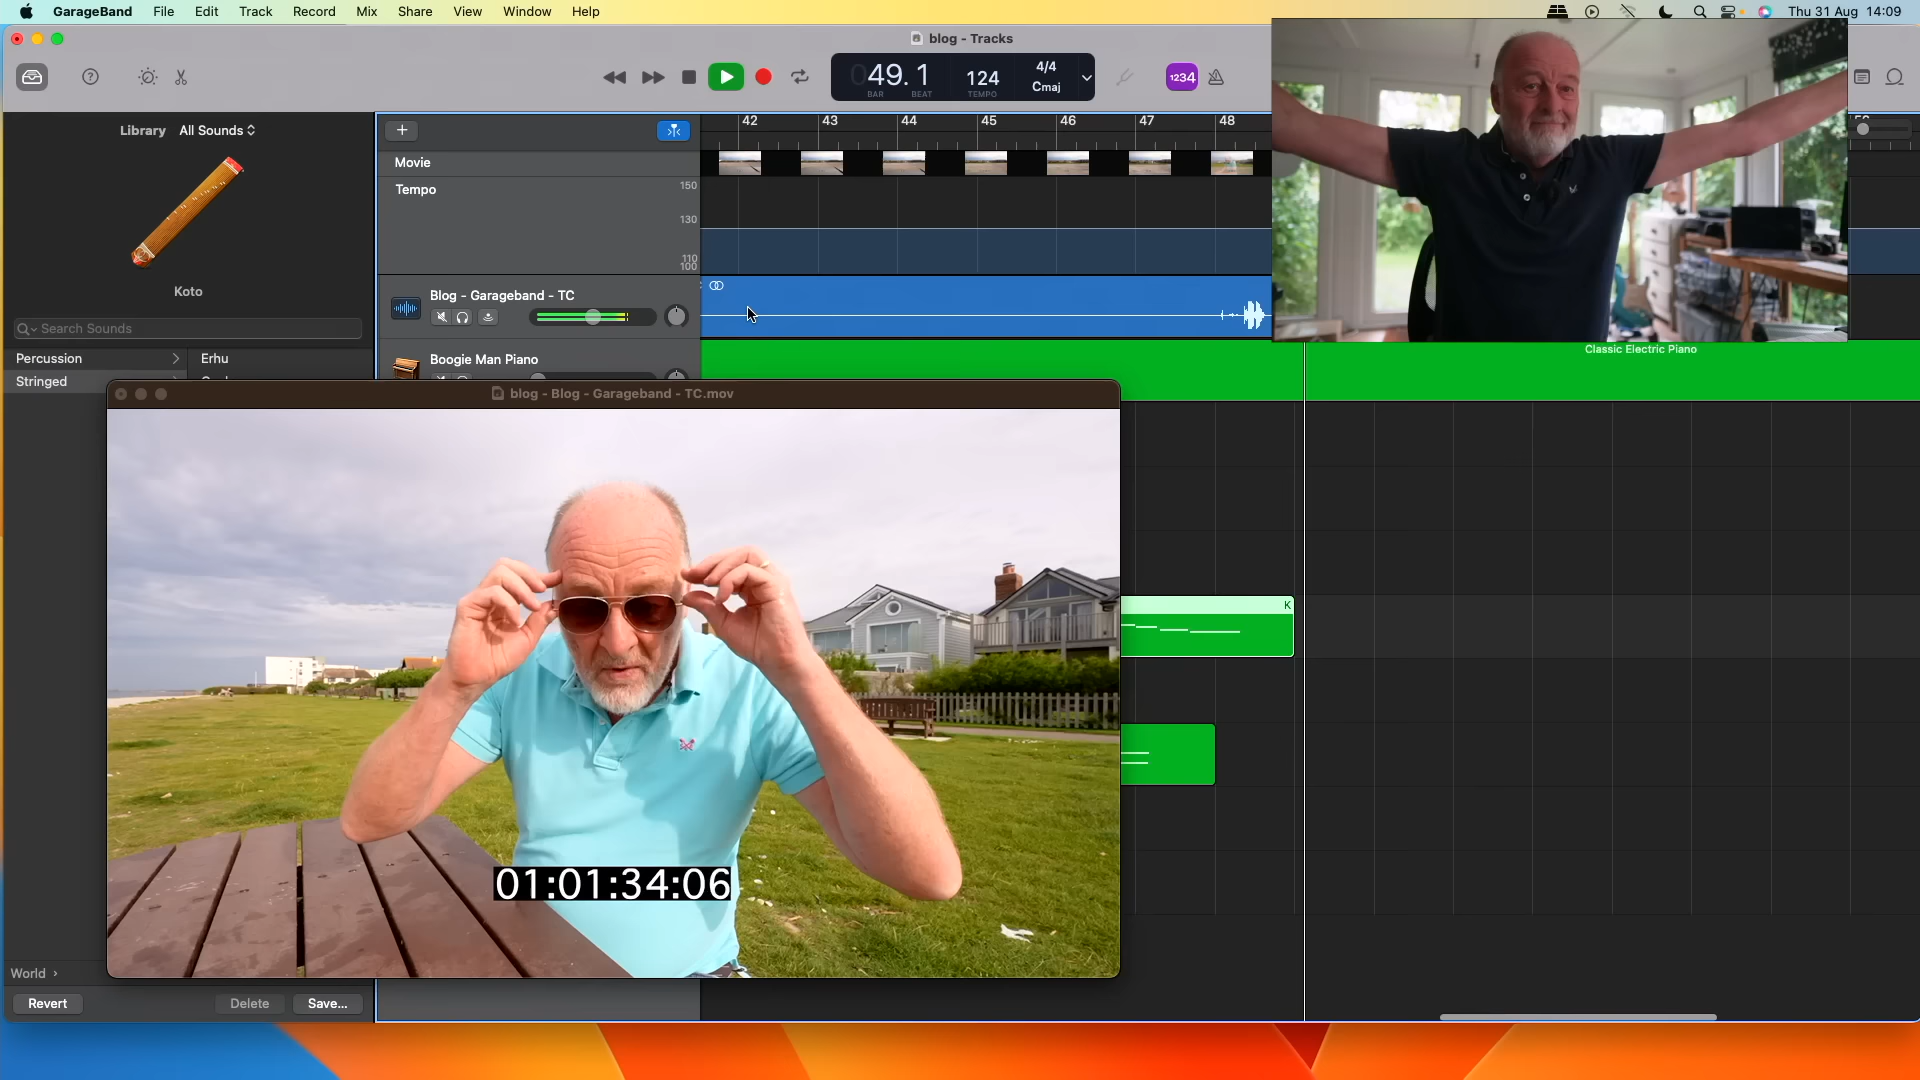 GarageBand File Edit Track Record Mix Share View Window Help Thu 31 Aug 14:09
blog - Tracks
049. 1 124 4/4 Cmaj
BAR BEAT TEMPO
1234
Library All Sounds
Koto
Search Sounds
Percussion Erhu
Stringed
World
Revert Delete Save...
42 43 44 45 46 47 48
Movie
Tempo
150
130
110
100
Blog - Garageband - TC
Boogie Man Piano
Classic Electric Piano
K
blog - Blog - Garageband - TC.mov
01:01:34:06